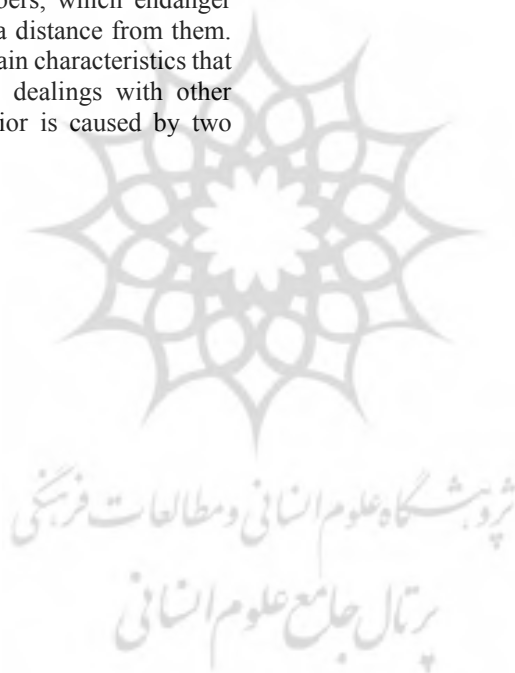 bers, which endanger
a distance from them.
ain characteristics that
dealings with other
ior is caused by two
پژوهشگاه علوم انسانی و مطالعات فرهنگی
پرتال جامع علوم انسانی